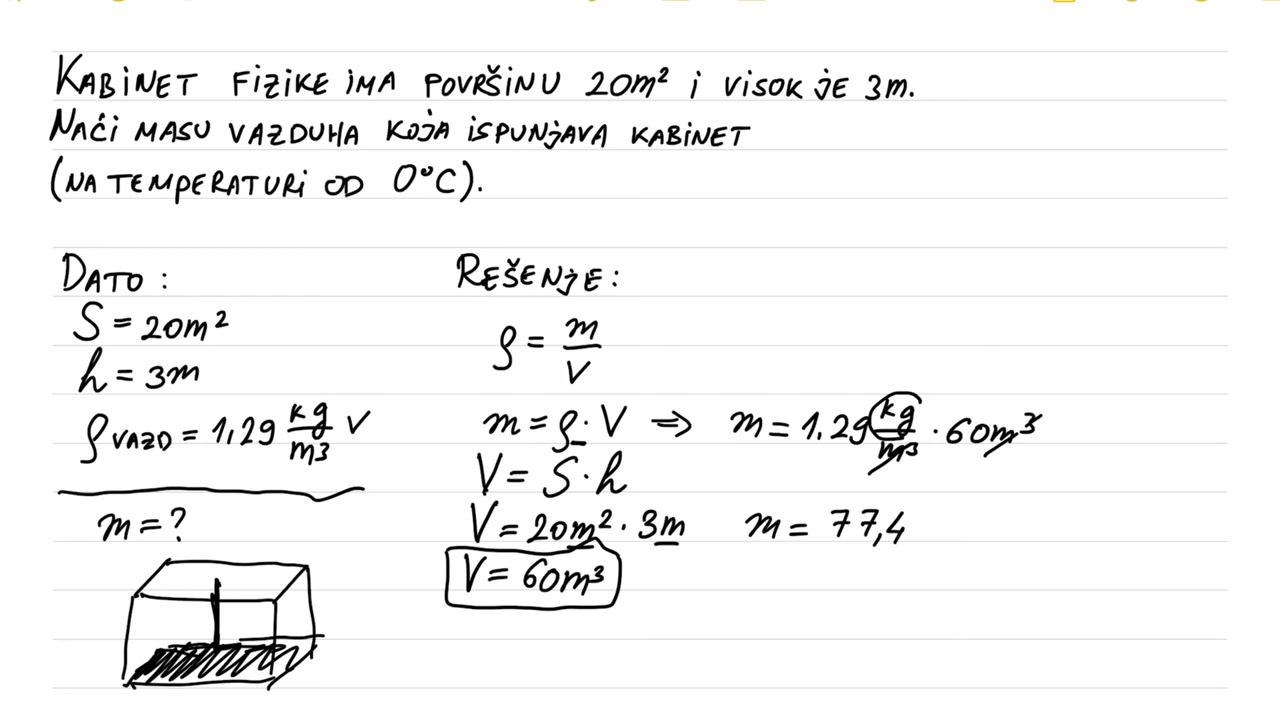 KABINET FIZIKE IMA POVRŠINU 20m² i VISOK JE 3m.
NAĆI MASU VAZDUHA KOJA ISPUNJAVA KABINET
(NA TEMPERATURI OD 0°C).
DATO:
S = 20m²
h = 3m
ρ VAZD = 1,29 kg/m³ V
m = ?
REŠENJE:
ρ = m/V
m = ρ · V ⇒ m = 1.29 kg/m³ · 60m³
V = S · h
V = 20m² · 3m
m = 77,4
V = 60m³